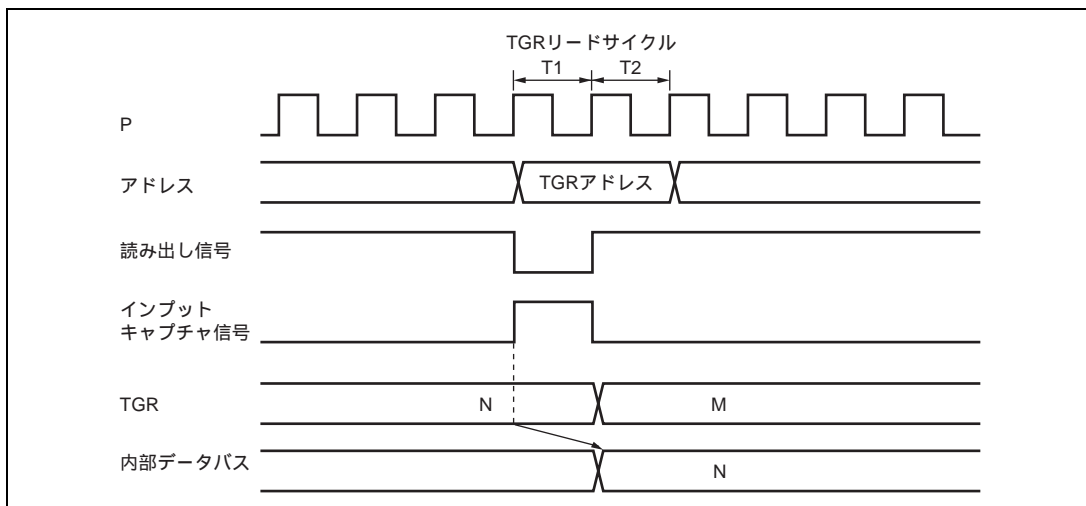 TGRリードサイクル
T1 T2
P
アドレス
TGRアドレス
読み出し信号
インプット
キャプチャ信号
TGR
N
M
内部データバス
N